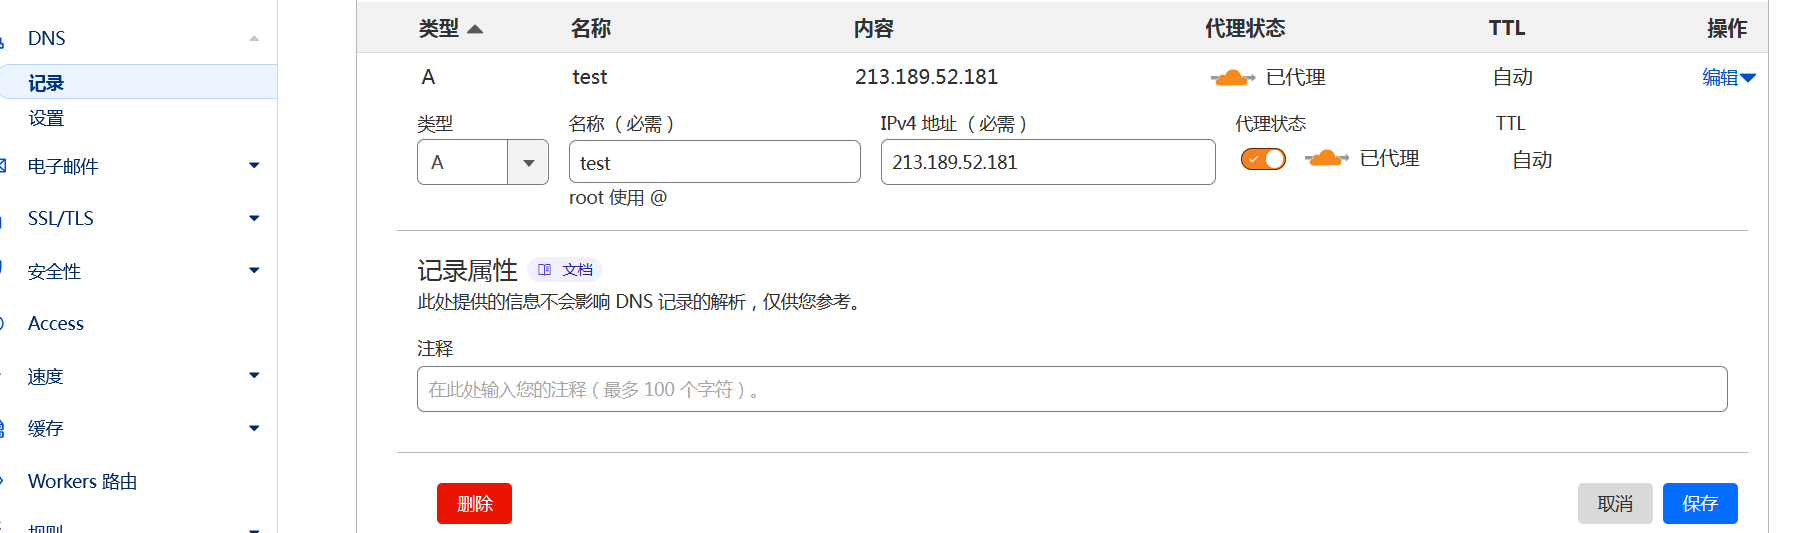 DNS
记录
设置
电子邮件
SSL/TLS
安全性
Access
速度
缓存
Workers 路由
规则
类型 名称 内容 代理状态 TTL 操作
A test 213.189.52.181 已代理 自动 编辑
类型 名称（必需） IPv4 地址（必需） 代理状态 TTL
A test 213.189.52.181 已代理 自动
root 使用 @
记录属性 文档
此处提供的信息不会影响 DNS 记录的解析，仅供您参考。
注释
在此处输入您的注释（最多 100 个字符）。
删除 取消 保存